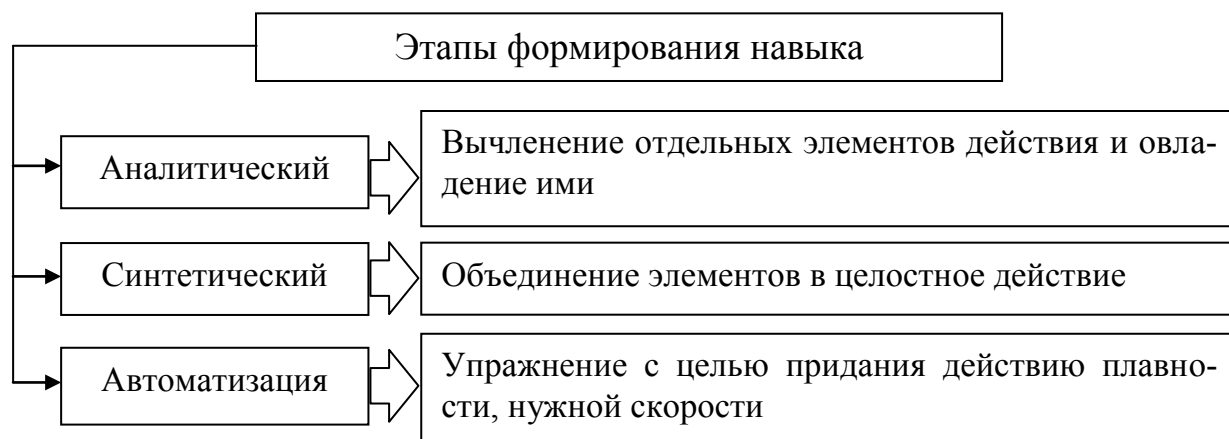 Этапы формирования навыка
Аналитический
Вычленение отдельных элементов действия и овла-
дение ими
Синтетический
Объединение элементов в целостное действие
Автоматизация
Упражнение с целью придания действию плавно-
сти, нужной скорости